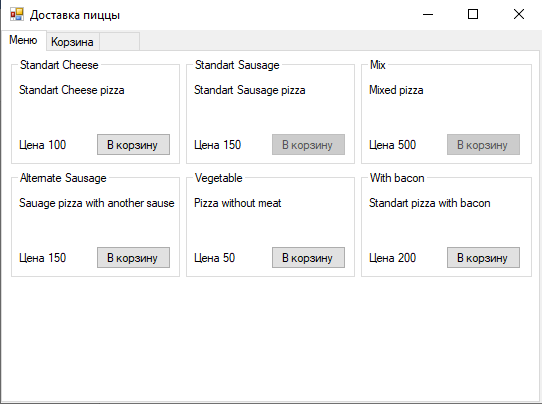 Доставка пиццы
Меню Корзина
Standart Cheese Standart Sausage Mix
Standart Cheese pizza Standart Sausage pizza Mixed pizza
Цена 100 В корзину Цена 150 В корзину Цена 500 В корзину
Alternate Sausage Vegetable With bacon
Sauage pizza with another sause Pizza without meat Standart pizza with bacon
Цена 150 В корзину Цена 50 В корзину Цена 200 В корзину